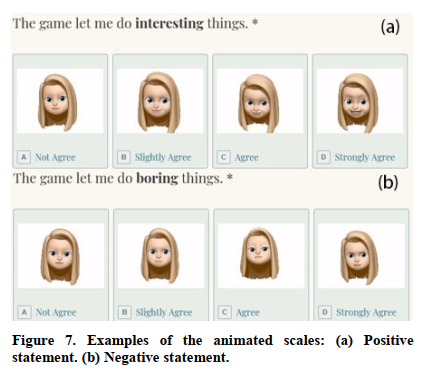 The game let me do interesting things. *
(a)
A Not Agree
B Slightly Agree
C Agree
D Strongly Agree
The game let me do boring things. *
(b)
A Not Agree
B Slightly Agree
C Agree
D Strongly Agree
Figure 7. Examples of the animated scales: (a) Positive
statement. (b) Negative statement.